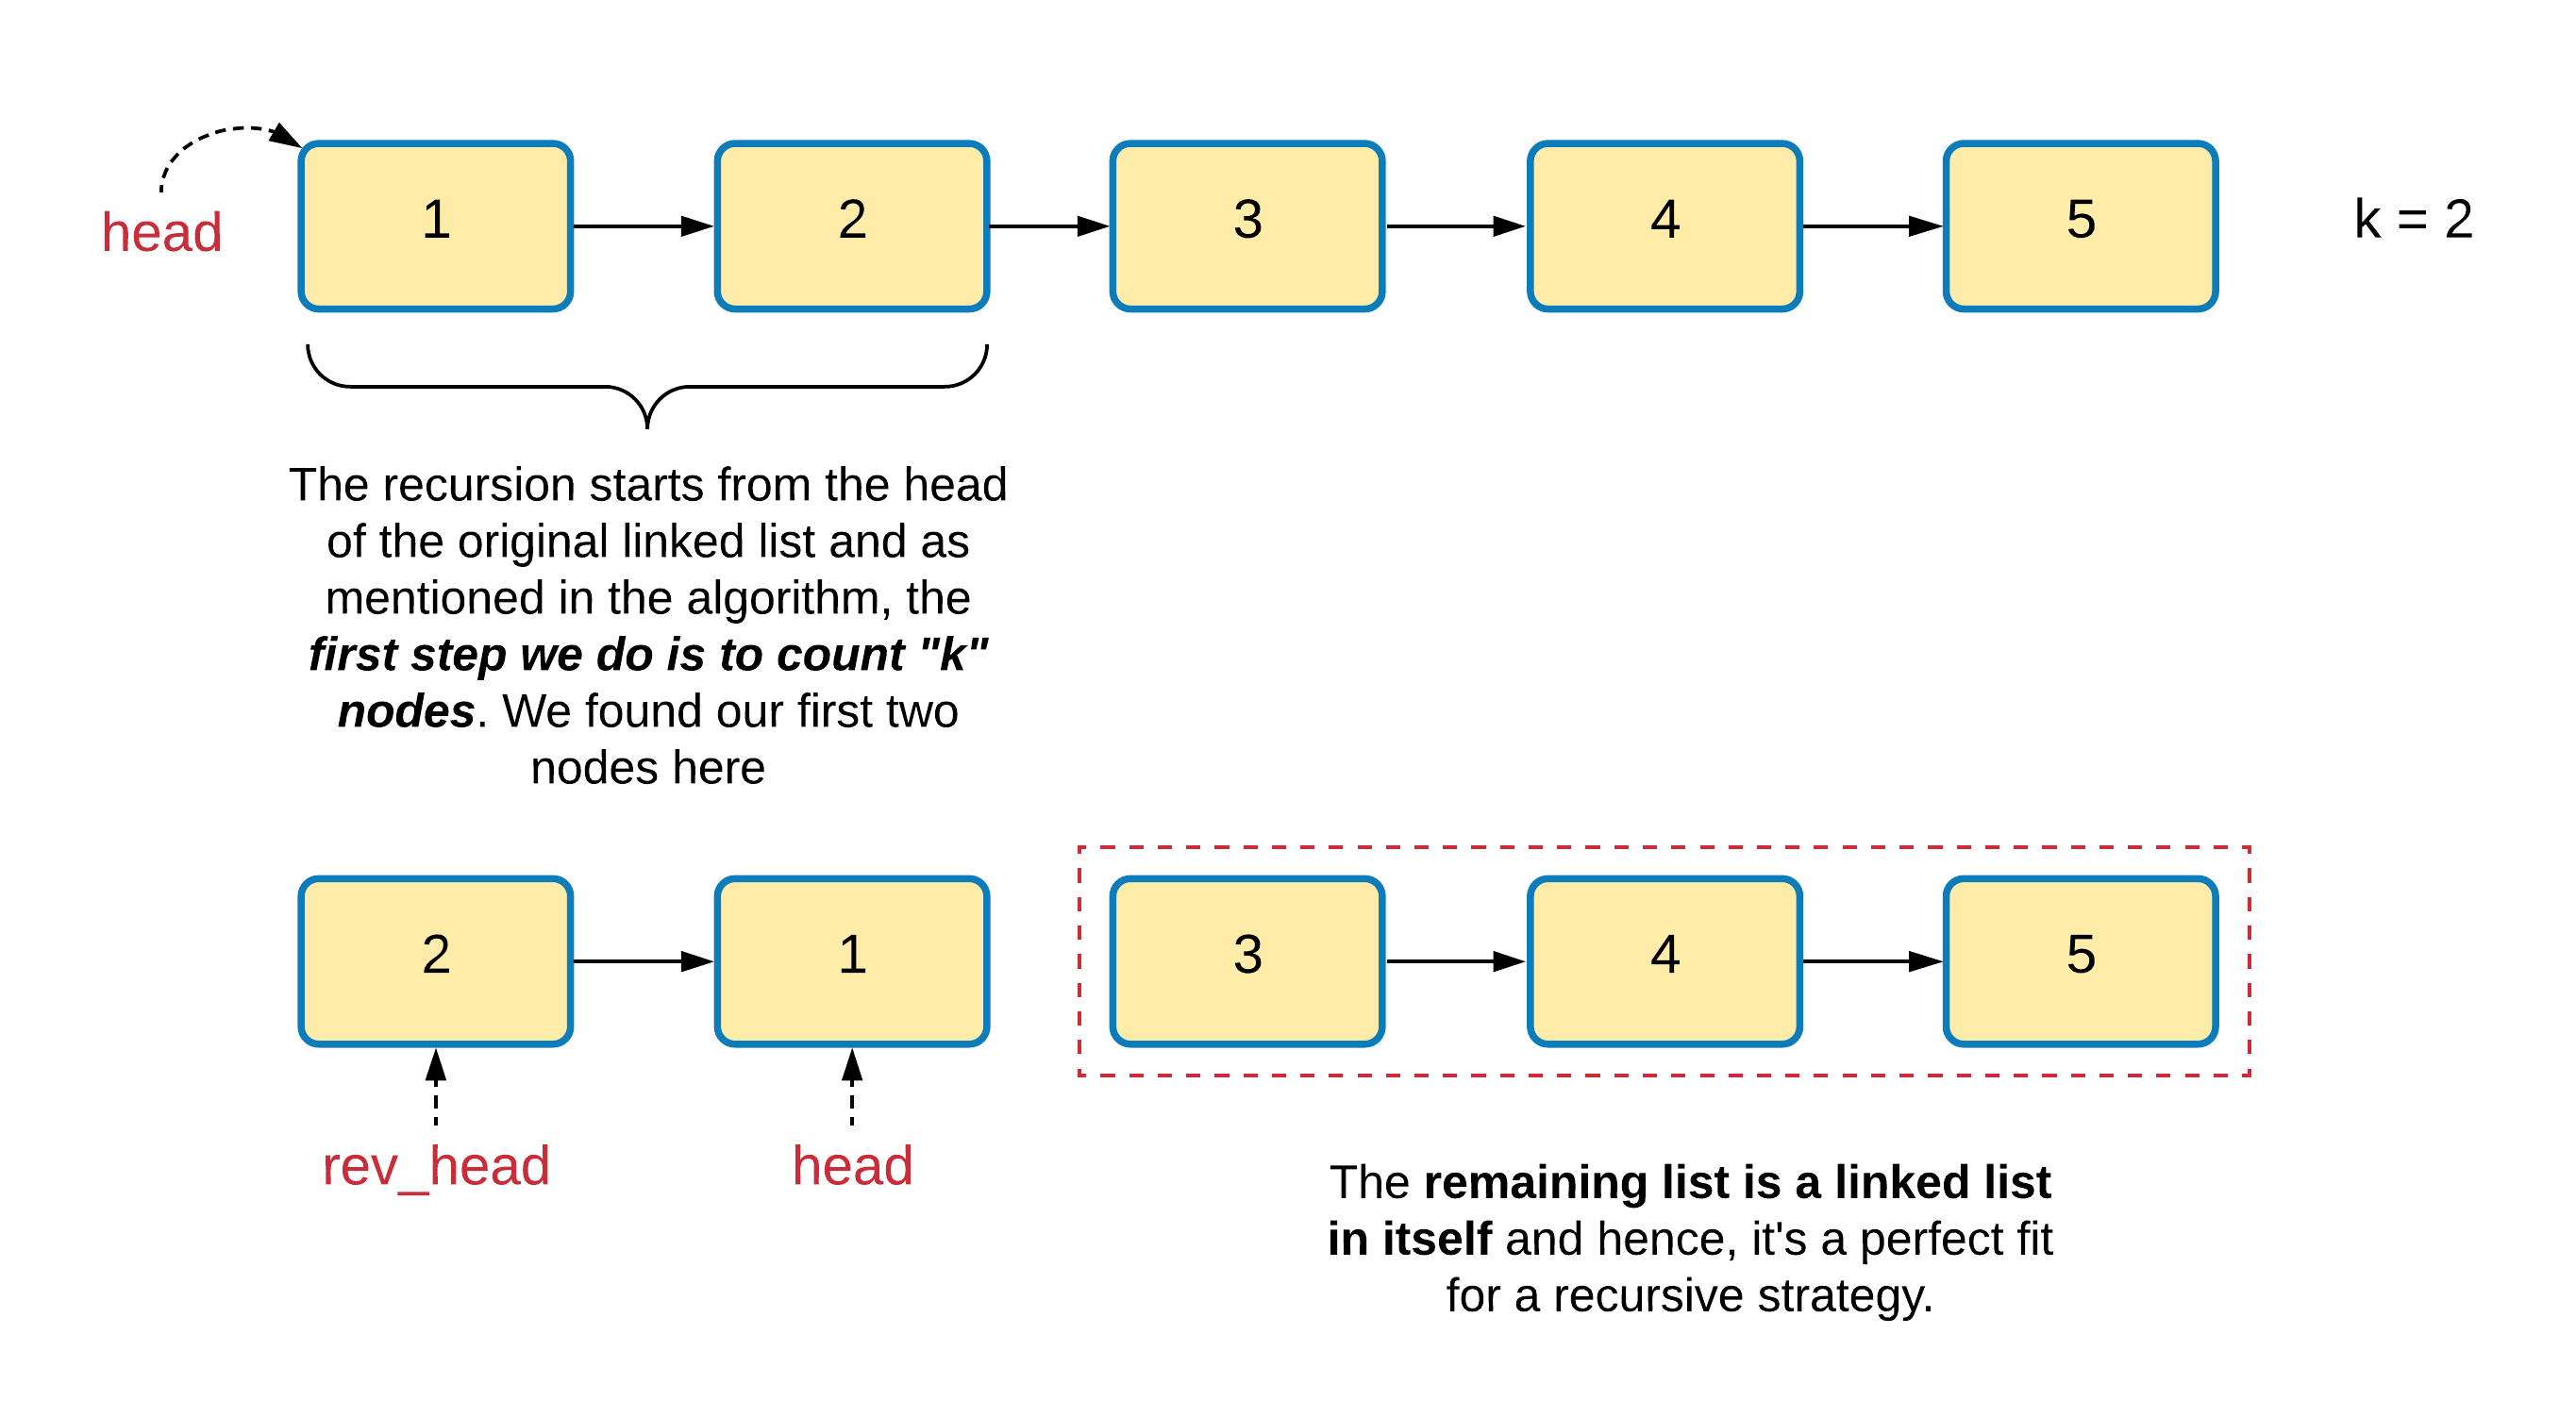 head
1
2
3
4
5
k = 2
The recursion starts from the head
of the original linked list and as
mentioned in the algorithm, the
first step we do is to count "k"
nodes. We found our first two
nodes here
2
1
3
4
5
rev_head
head
The remaining list is a linked list
in itself and hence, it's a perfect fit
for a recursive strategy.